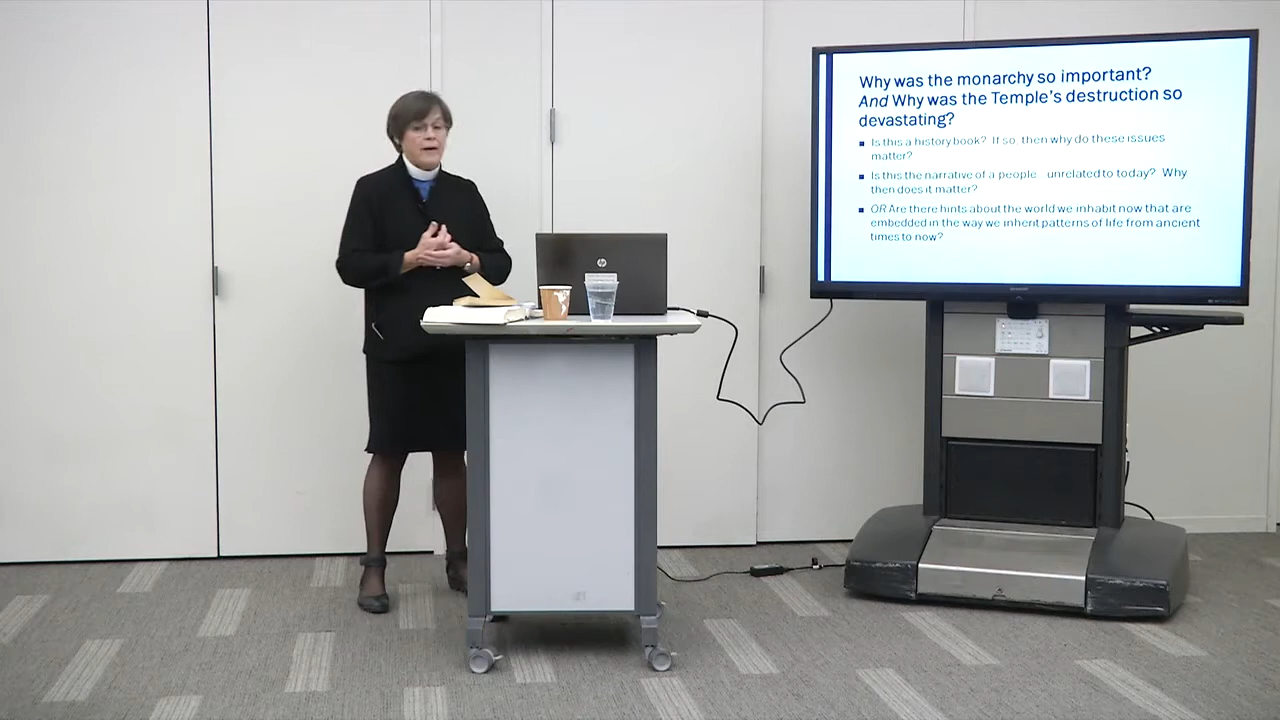 Why was the monarchy so important?
And Why was the Temple's destruction so
devastating?
Is this a history book? If so, then why do these issues
matter?
Is this the narrative of a people unrelated to today? Why
then does it matter?
OR Are there hints about the world we inhabit now that are
embedded in the way we inherit patterns of life from ancient
times to now?
hp